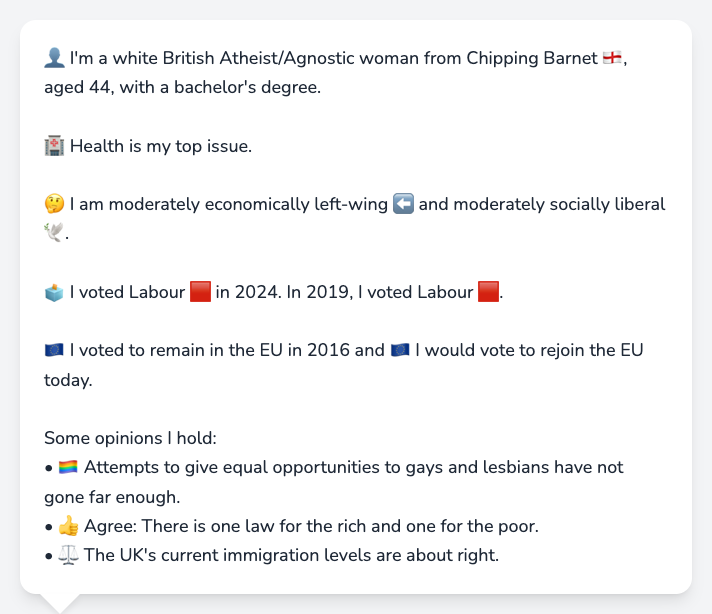 👤 I'm a white British Atheist/Agnostic woman from Chipping Barnet 🏴󠁧󠁢󠁥󠁮󠁧󠁿,
aged 44, with a bachelor's degree.
🏥 Health is my top issue.
🤔 I am moderately economically left-wing ⬅️ and moderately socially liberal
🕊️.
🗳️ I voted Labour 🟥 in 2024. In 2019, I voted Labour 🟥.
🇪🇺 I voted to remain in the EU in 2016 and 🇪🇺 I would vote to rejoin the EU
today.
Some opinions I hold:
• 🏳️‍🌈 Attempts to give equal opportunities to gays and lesbians have not
gone far enough.
• 👍 Agree: There is one law for the rich and one for the poor.
• ⚖️ The UK's current immigration levels are about right.